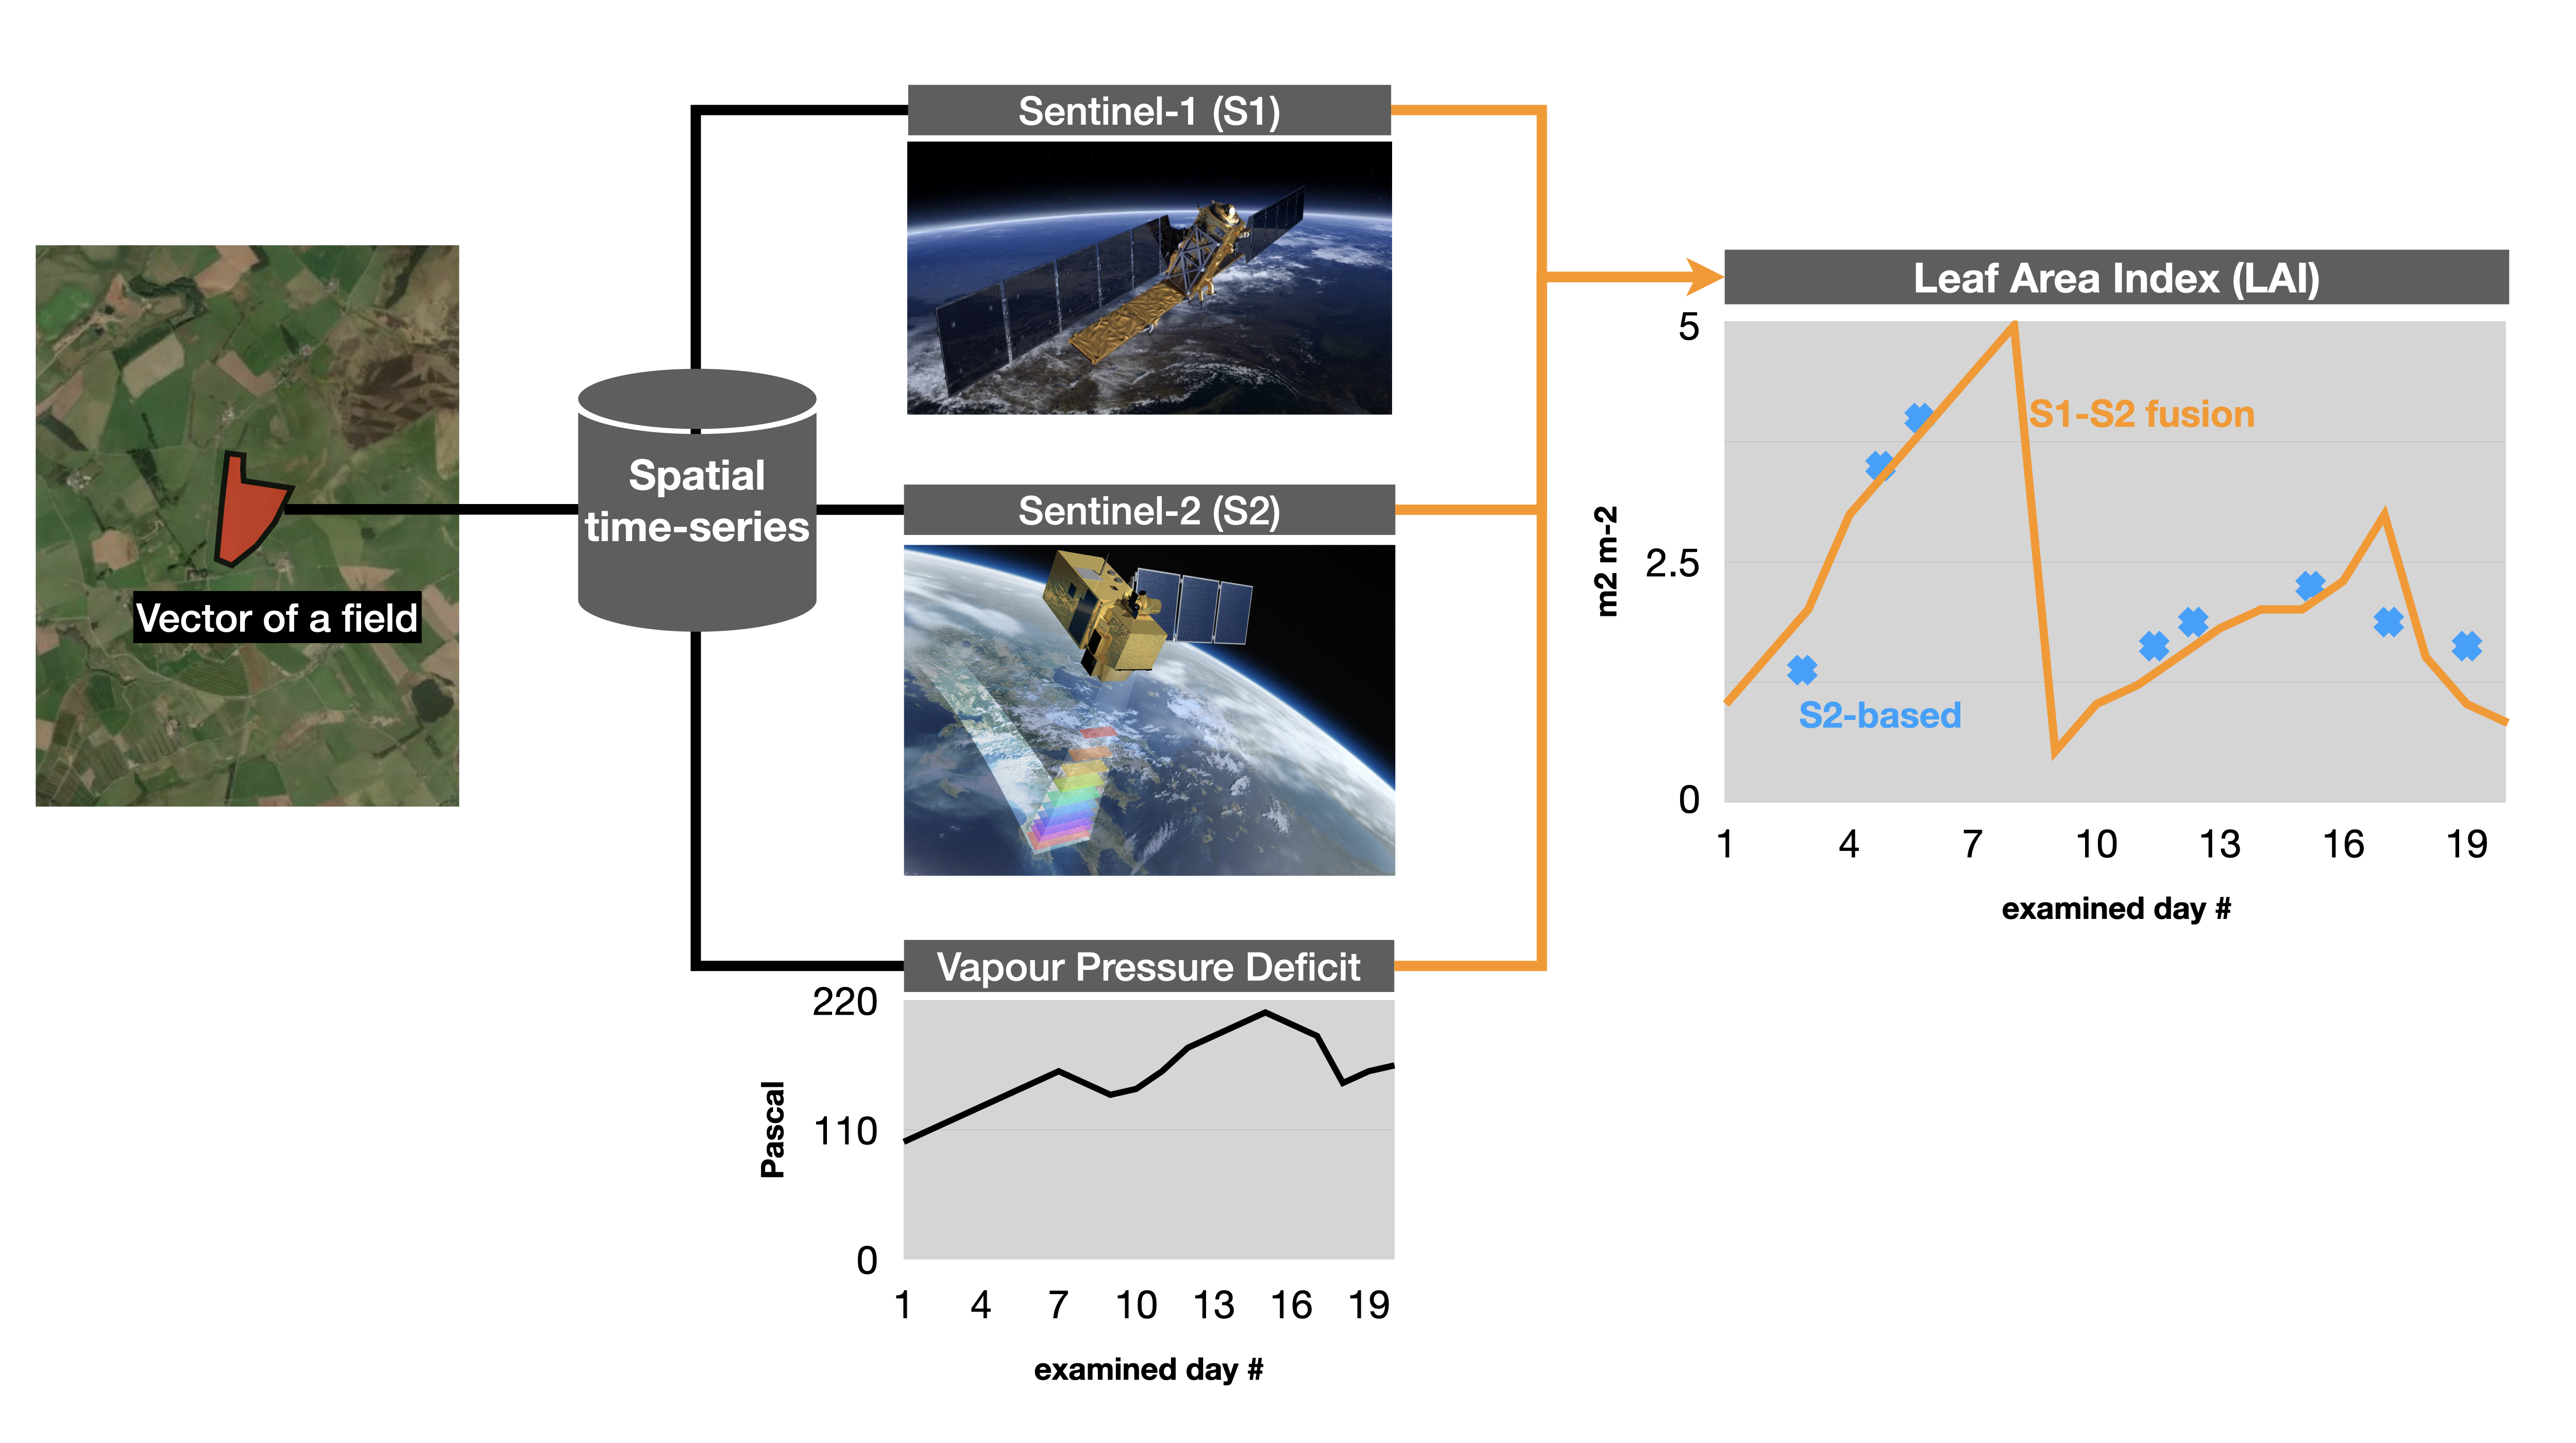 Vector of a field
Spatial
time-series
Sentinel-1 (S1)
Sentinel-2 (S2)
Vapour Pressure Deficit
220
110
0
Pascal
1 4 7 10 13 16 19
examined day #
Leaf Area Index (LAI)
5
2.5
0
m2 m-2
S1-S2 fusion
S2-based
1 4 7 10 13 16 19
examined day #